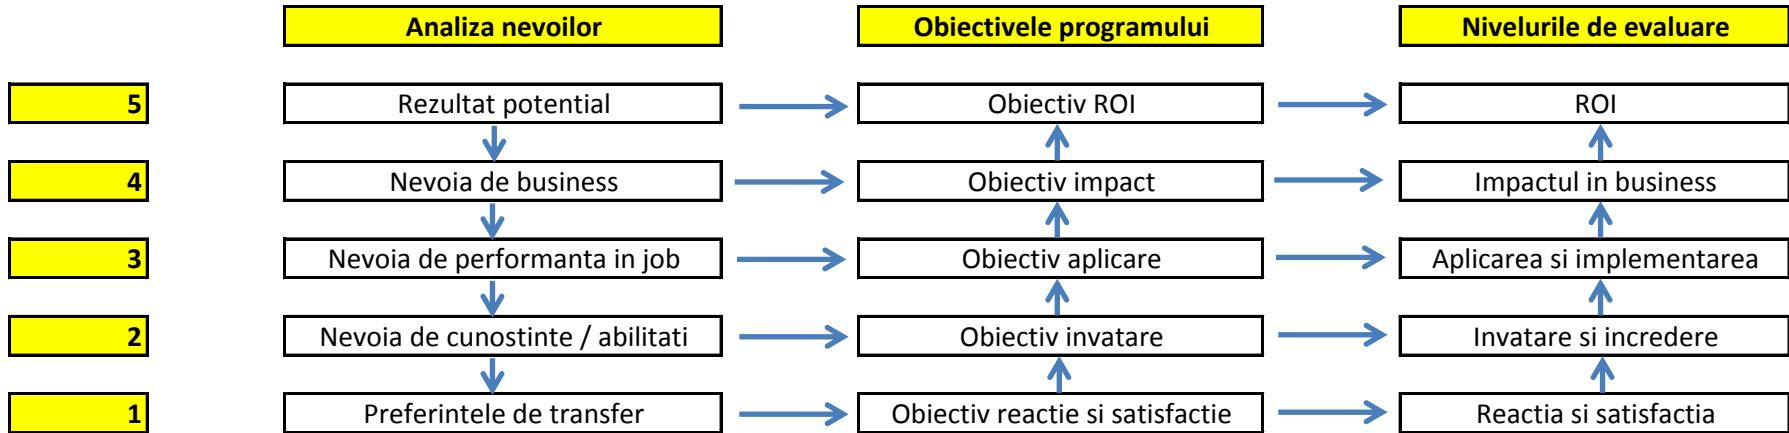 Analiza nevoilor Obiectivele programului Nivelurile de evaluare
5 Rezultat potential Obiectiv ROI ROI
4 Nevoia de business Obiectiv impact Impactul in business
3 Nevoia de performanta in job Obiectiv aplicare Aplicarea si implementarea
2 Nevoia de cunostinte / abilitati Obiectiv invatare Invatare si incredere
1 Preferintele de transfer Obiectiv reactie si satisfactie Reactia si satisfactia